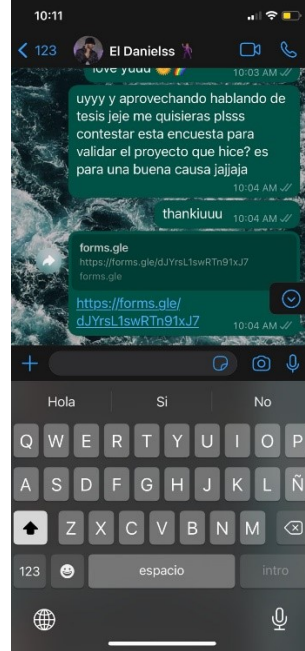 10:11
123
El Danielss
love yuuu
10:03 AM
uyyy y aprovechando hablando de
tesis jeje me quisieras plsss
contestar esta encuesta para
validar el proyecto que hice? es
para una buena causa jajjaja
10:04 AM
thankiuuu 10:04 AM
forms.gle
https://forms.gle/dJYrsL1swRTn91xJ7
forms.gle
https://forms.gle/
dJYrsL1swRTn91xJ7 10:04 AM
Hola Si No
Q W E R T Y U I O P
A S D F G H J K L Ñ
Z X C V B N M
123 espacio intro